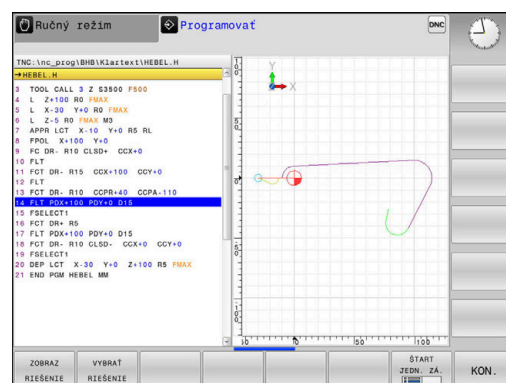 Ručný režim
Programovať
DNC
TNC:\nc_prog\BHB\Klartext\HEBEL.H
→HEBEL.H
3 TOOL CALL 3 Z S3500 F500
4 L Z+100 R0 FMAX
5 L X-30 Y+0 R0 FMAX
6 L Z-5 R0 FMAX M3
7 APPR LCT X-10 Y+0 R5 RL
8 FPOL X+100 Y+0
9 FC DR- R10 CLSD+ CCX+0
10 FLT
11 FCT DR- R15 CCX+100 CCY+0
12 FLT
13 FCT DR- R10 CCPR+40 CCPA-110
14 FLT PDX+100 PDY+0 D15
15 FSELECT1
16 FCT DR+ R5
17 FLT PDX+100 PDY+0 D15
18 FCT DR- R10 CLSD- CCX+0 CCY+0
19 FSELECT1
20 DEP LCT X-30 Y+0 Z+100 R5 FMAX
21 END PGM HEBEL MM
Y
X
0
50
100
ZOBRAZ RIEŠENIE
VYBRAŤ RIEŠENIE
ŠTART JEDN. ZÁ.
KON.